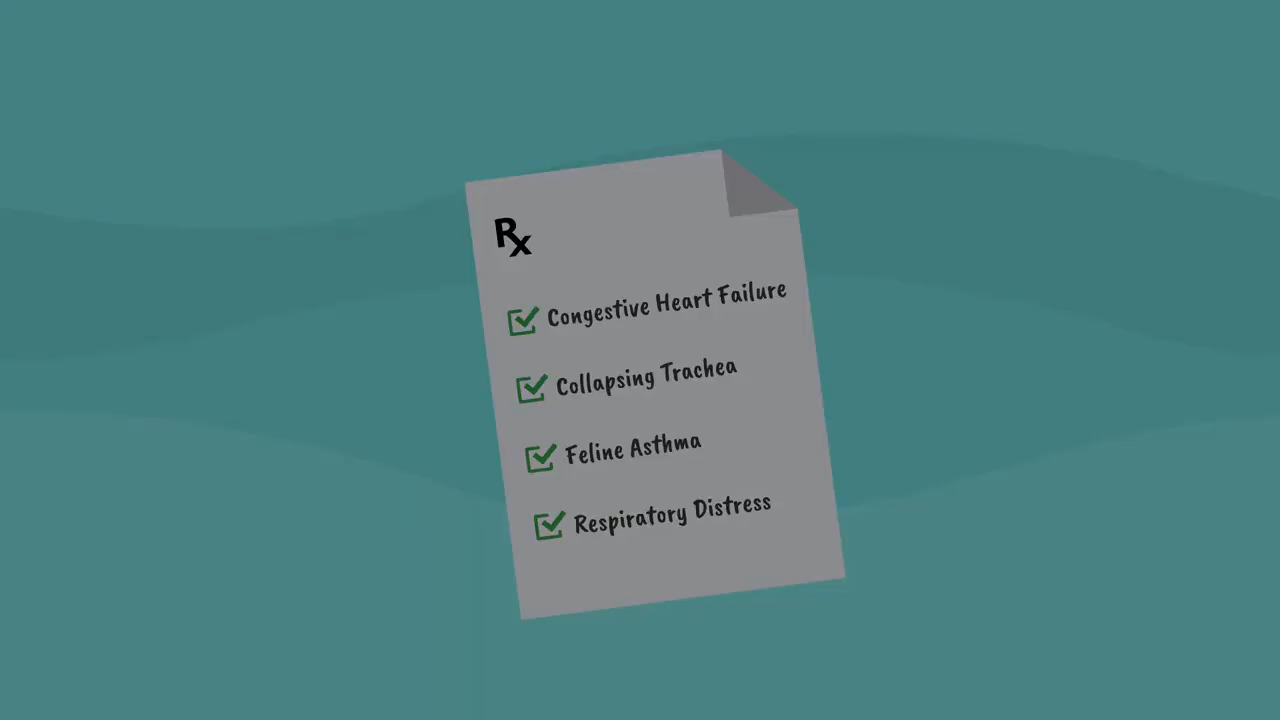 Rx
Congestive Heart Failure
Collapsing Trachea
Feline Asthma
Respiratory Distress